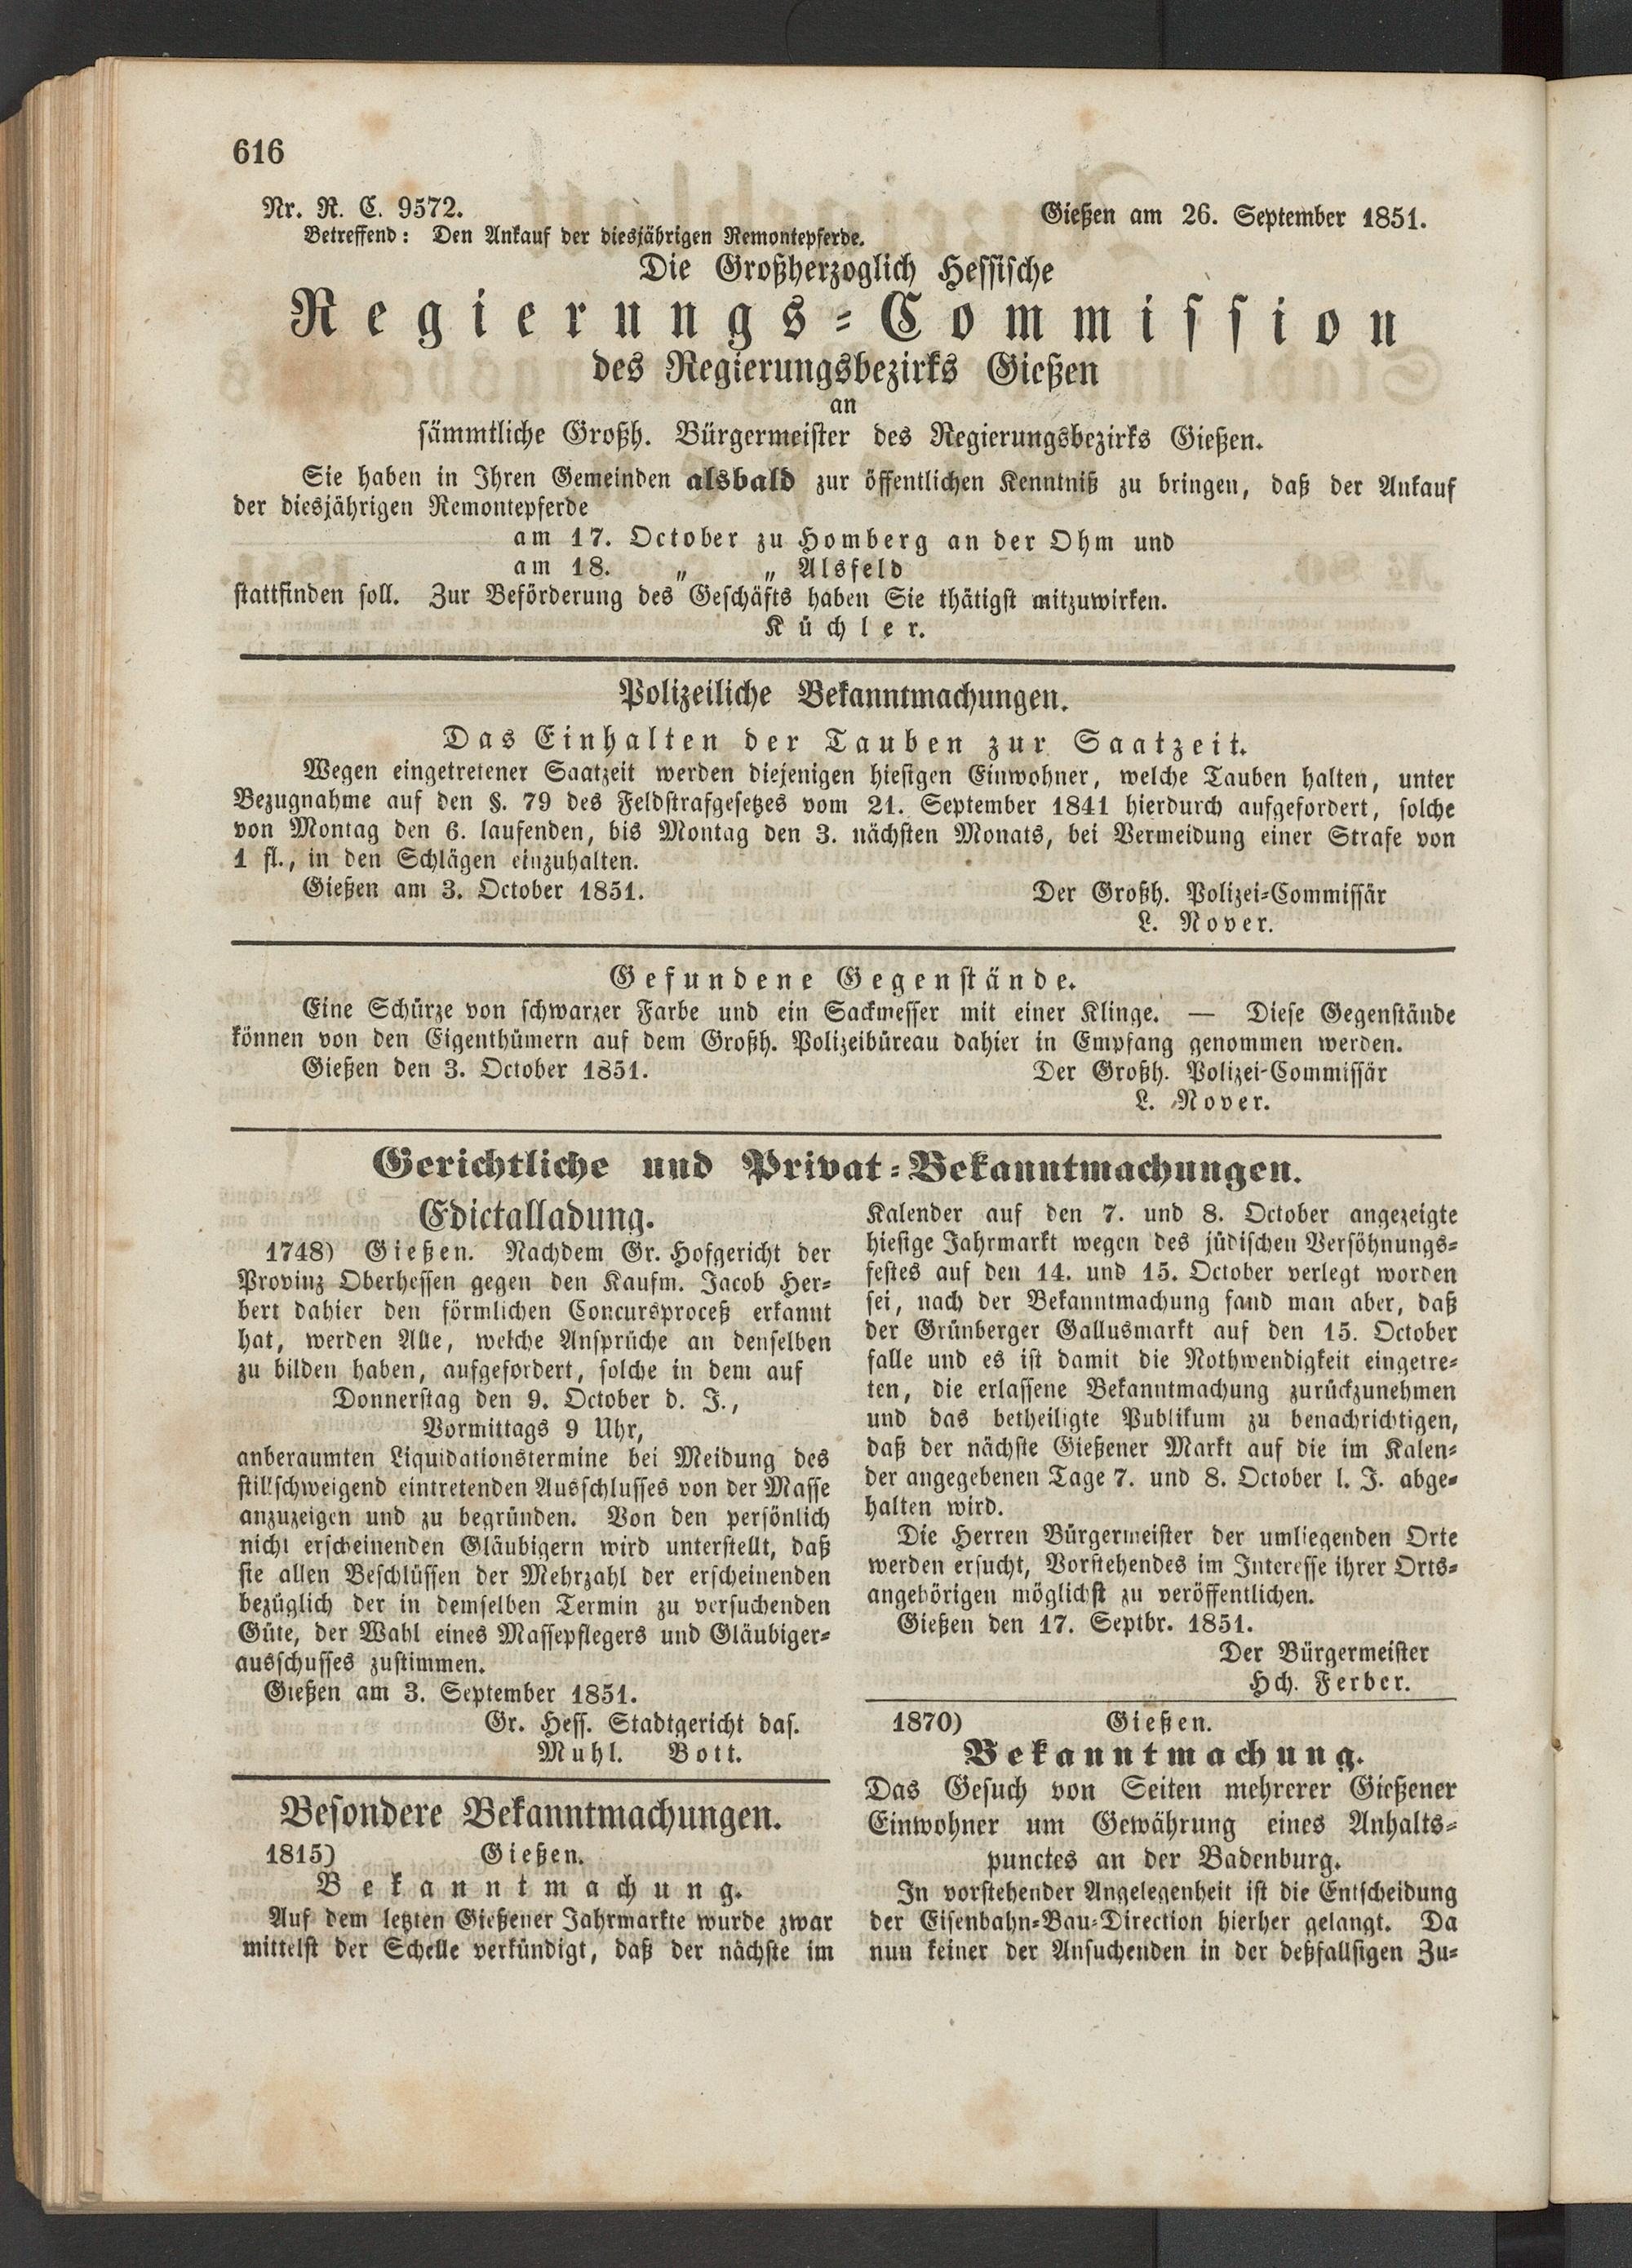 616
Nr. R. C. 9572.
Gießen am 26. September 1851.
Betreffend: Den Ankauf der diesjährigen Remontepferde.
Die Großherzoglich Hessische
Regierungs-Commission
des Regierungsbezirks Gießen
an
sämmtliche Großh. Bürgermeister des Regierungsbezirks Gießen.
Sie haben in Ihren Gemeinden alsbald zur öffentlichen Kenntniß zu bringen, daß der Ankauf
der diesjährigen Remontepferde
am 17. October zu Homberg an der Ohm und
am 18. „ „ Alsfeld
stattfinden soll. Zur Beförderung des Geschäfts haben Sie thätigst mitzuwirken.
Küchler.
Polizeiliche Bekanntmachungen.
Das Einhalten der Tauben zur Saatzeit.
Wegen eingetretener Saatzeit werden diejenigen hiesigen Einwohner, welche Tauben halten, unter
Bezugnahme auf den §. 79 des Feldstrafgesetzes vom 21. September 1841 hierdurch aufgefordert, solche
von Montag den 6. laufenden, bis Montag den 3. nächsten Monats, bei Vermeidung einer Strafe von
1 fl., in den Schlägen einzuhalten.
Gießen am 3. October 1851.
Der Großh. Polizei-Commissär
L. Nover.
Gefundene Gegenstände.
Eine Schürze von schwarzer Farbe und ein Sackmesser mit einer Klinge. — Diese Gegenstände
können von den Eigenthümern auf dem Großh. Polizeibüreau dahier in Empfang genommen werden.
Gießen den 3. October 1851.
Der Großh. Polizei-Commissär
L. Nover.
Gerichtliche und Privat-Bekanntmachungen.
Edictalladung.
1748) Gießen. Nachdem Gr. Hofgericht der
Provinz Oberhessen gegen den Kaufm. Jacob Her-
bert dahier den förmlichen Concursproceß erkannt
hat, werden Alle, welche Ansprüche an denselben
zu bilden haben, aufgefordert, solche in dem auf
Donnerstag den 9. October d. J.,
Vormittags 9 Uhr,
anberaumten Liquidationstermine bei Meidung des
stillschweigend eintretenden Ausschlusses von der Masse
anzuzeigen und zu begründen. Von den persönlich
nicht erscheinenden Gläubigern wird unterstellt, daß
sie allen Beschlüssen der Mehrzahl der erscheinenden
bezüglich der in demselben Termin zu versuchenden
Güte, der Wahl eines Massepflegers und Gläubiger-
ausschusses zustimmen.
Gießen am 3. September 1851.
Gr. Hess. Stadtgericht das.
Muhl. Bott.
Besondere Bekanntmachungen.
1815) Gießen.
Bekanntmachung.
Auf dem letzten Gießener Jahrmarkte wurde zwar
mittelst der Schelle verkündigt, daß der nächste im
Kalender auf den 7. und 8. October angezeigte
hiesige Jahrmarkt wegen des jüdischen Versöhnungs-
festes auf den 14. und 15. October verlegt worden
sei, nach der Bekanntmachung fand man aber, daß
der Grünberger Gallusmarkt auf den 15. October
falle und es ist damit die Nothwendigkeit eingetre-
ten, die erlassene Bekanntmachung zurückzunehmen
und das betheiligte Publikum zu benachrichtigen,
daß der nächste Gießener Markt auf die im Kalen-
der angegebenen Tage 7. und 8. October l. J. abge-
halten wird.
Die Herren Bürgermeister der umliegenden Orte
werden ersucht, Vorstehendes im Interesse ihrer Orts-
angehörigen möglichst zu veröffentlichen.
Gießen den 17. Septbr. 1851.
Der Bürgermeister
Hch. Ferber.
1870) Gießen.
Bekanntmachung.
Das Gesuch von Seiten mehrerer Gießener
Einwohner um Gewährung eines Anhalts-
punctes an der Badenburg.
In vorstehender Angelegenheit ist die Entscheidung
der Eisenbahn-Bau-Direction hierher gelangt. Da
nun keiner der Ansuchenden in der deßfallsigen Zu-